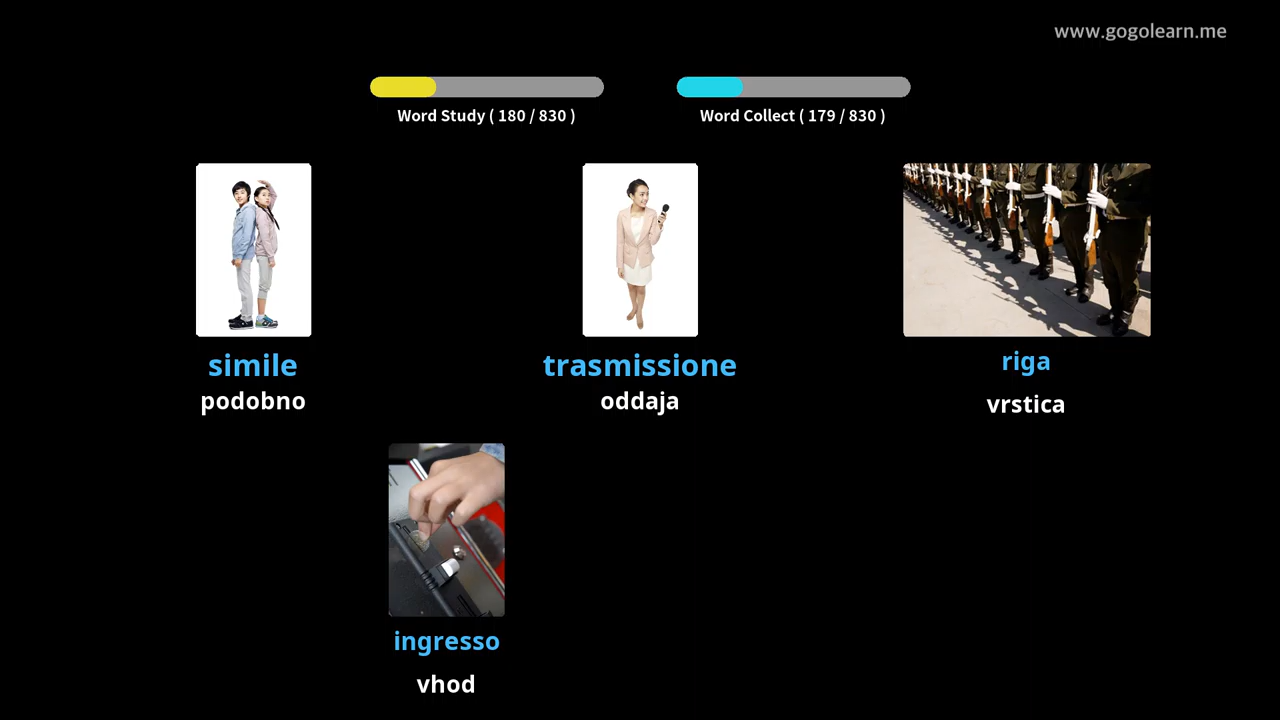 www.gogolearn.me
Word Study ( 180 / 830 )
Word Collect ( 179 / 830 )
simile
podobno
trasmissione
oddaja
riga
vrstica
ingresso
vhod